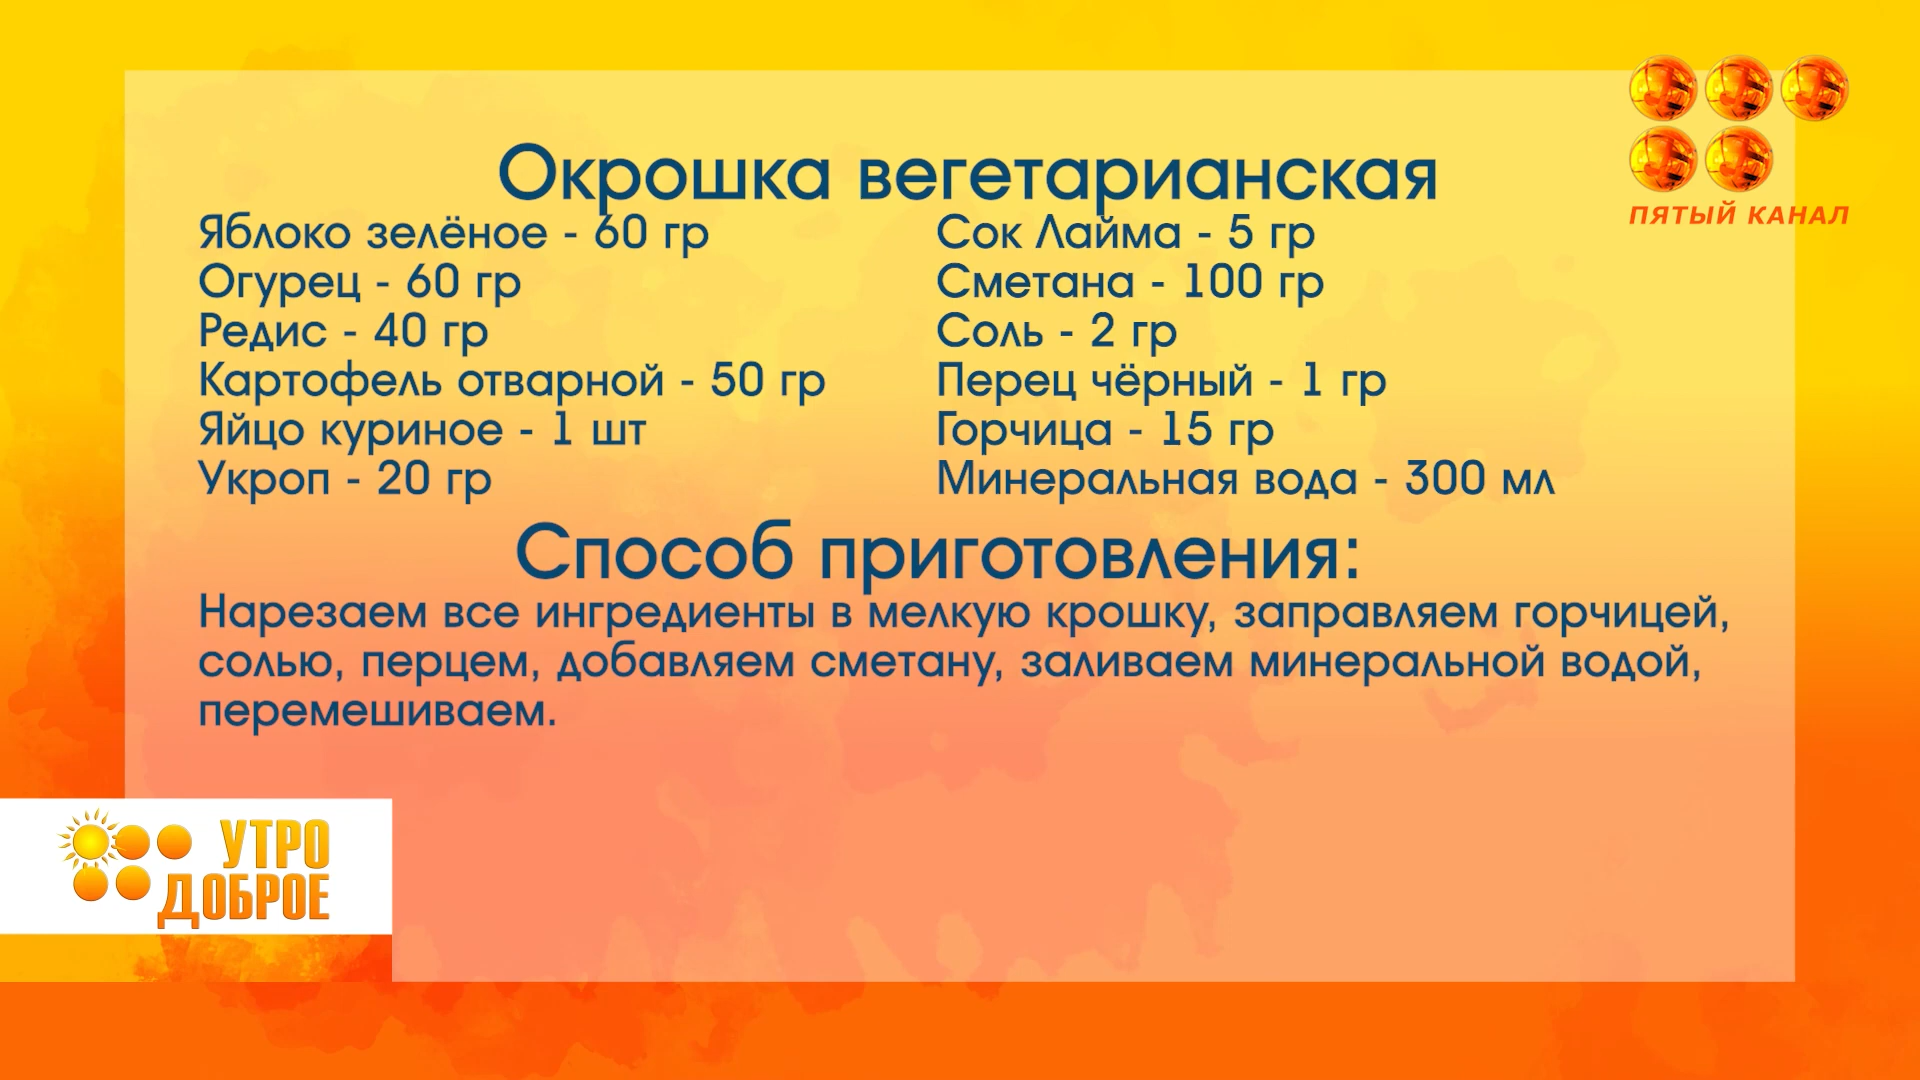 Окрошка вегетарианская
Яблоко зелёное - 60 гр
Огурец - 60 гр
Редис - 40 гр
Картофель отварной - 50 гр
Яйцо куриное - 1 шт
Укроп - 20 гр
Сок Лайма - 5 гр
Сметана - 100 гр
Соль - 2 гр
Перец чёрный - 1 гр
Горчица - 15 гр
Минеральная вода - 300 мл
Способ приготовления:
Нарезаем все ингредиенты в мелкую крошку, заправляем горчицей,
солью, перцем, добавляем сметану, заливаем минеральной водой,
перемешиваем.
ПЯТЫЙ КАНАЛ
УТРО
ДОБРОЕ